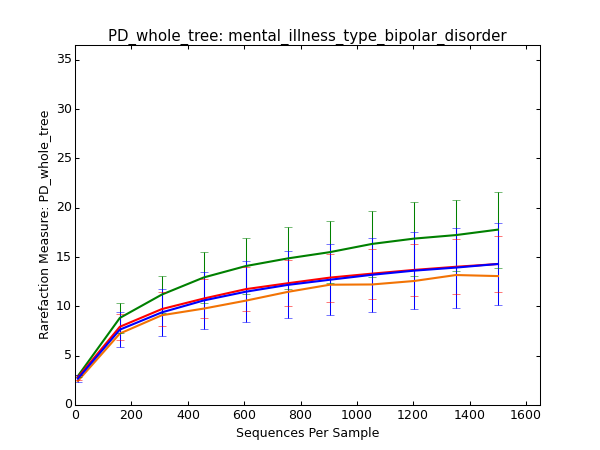 PD_whole_tree: mental_illness_type_bipolar_disorder
35
30
25
20
15
10
5
0
Rarefaction Measure: PD_whole_tree
0 200 400 600 800 1000 1200 1400 1600
Sequences Per Sample